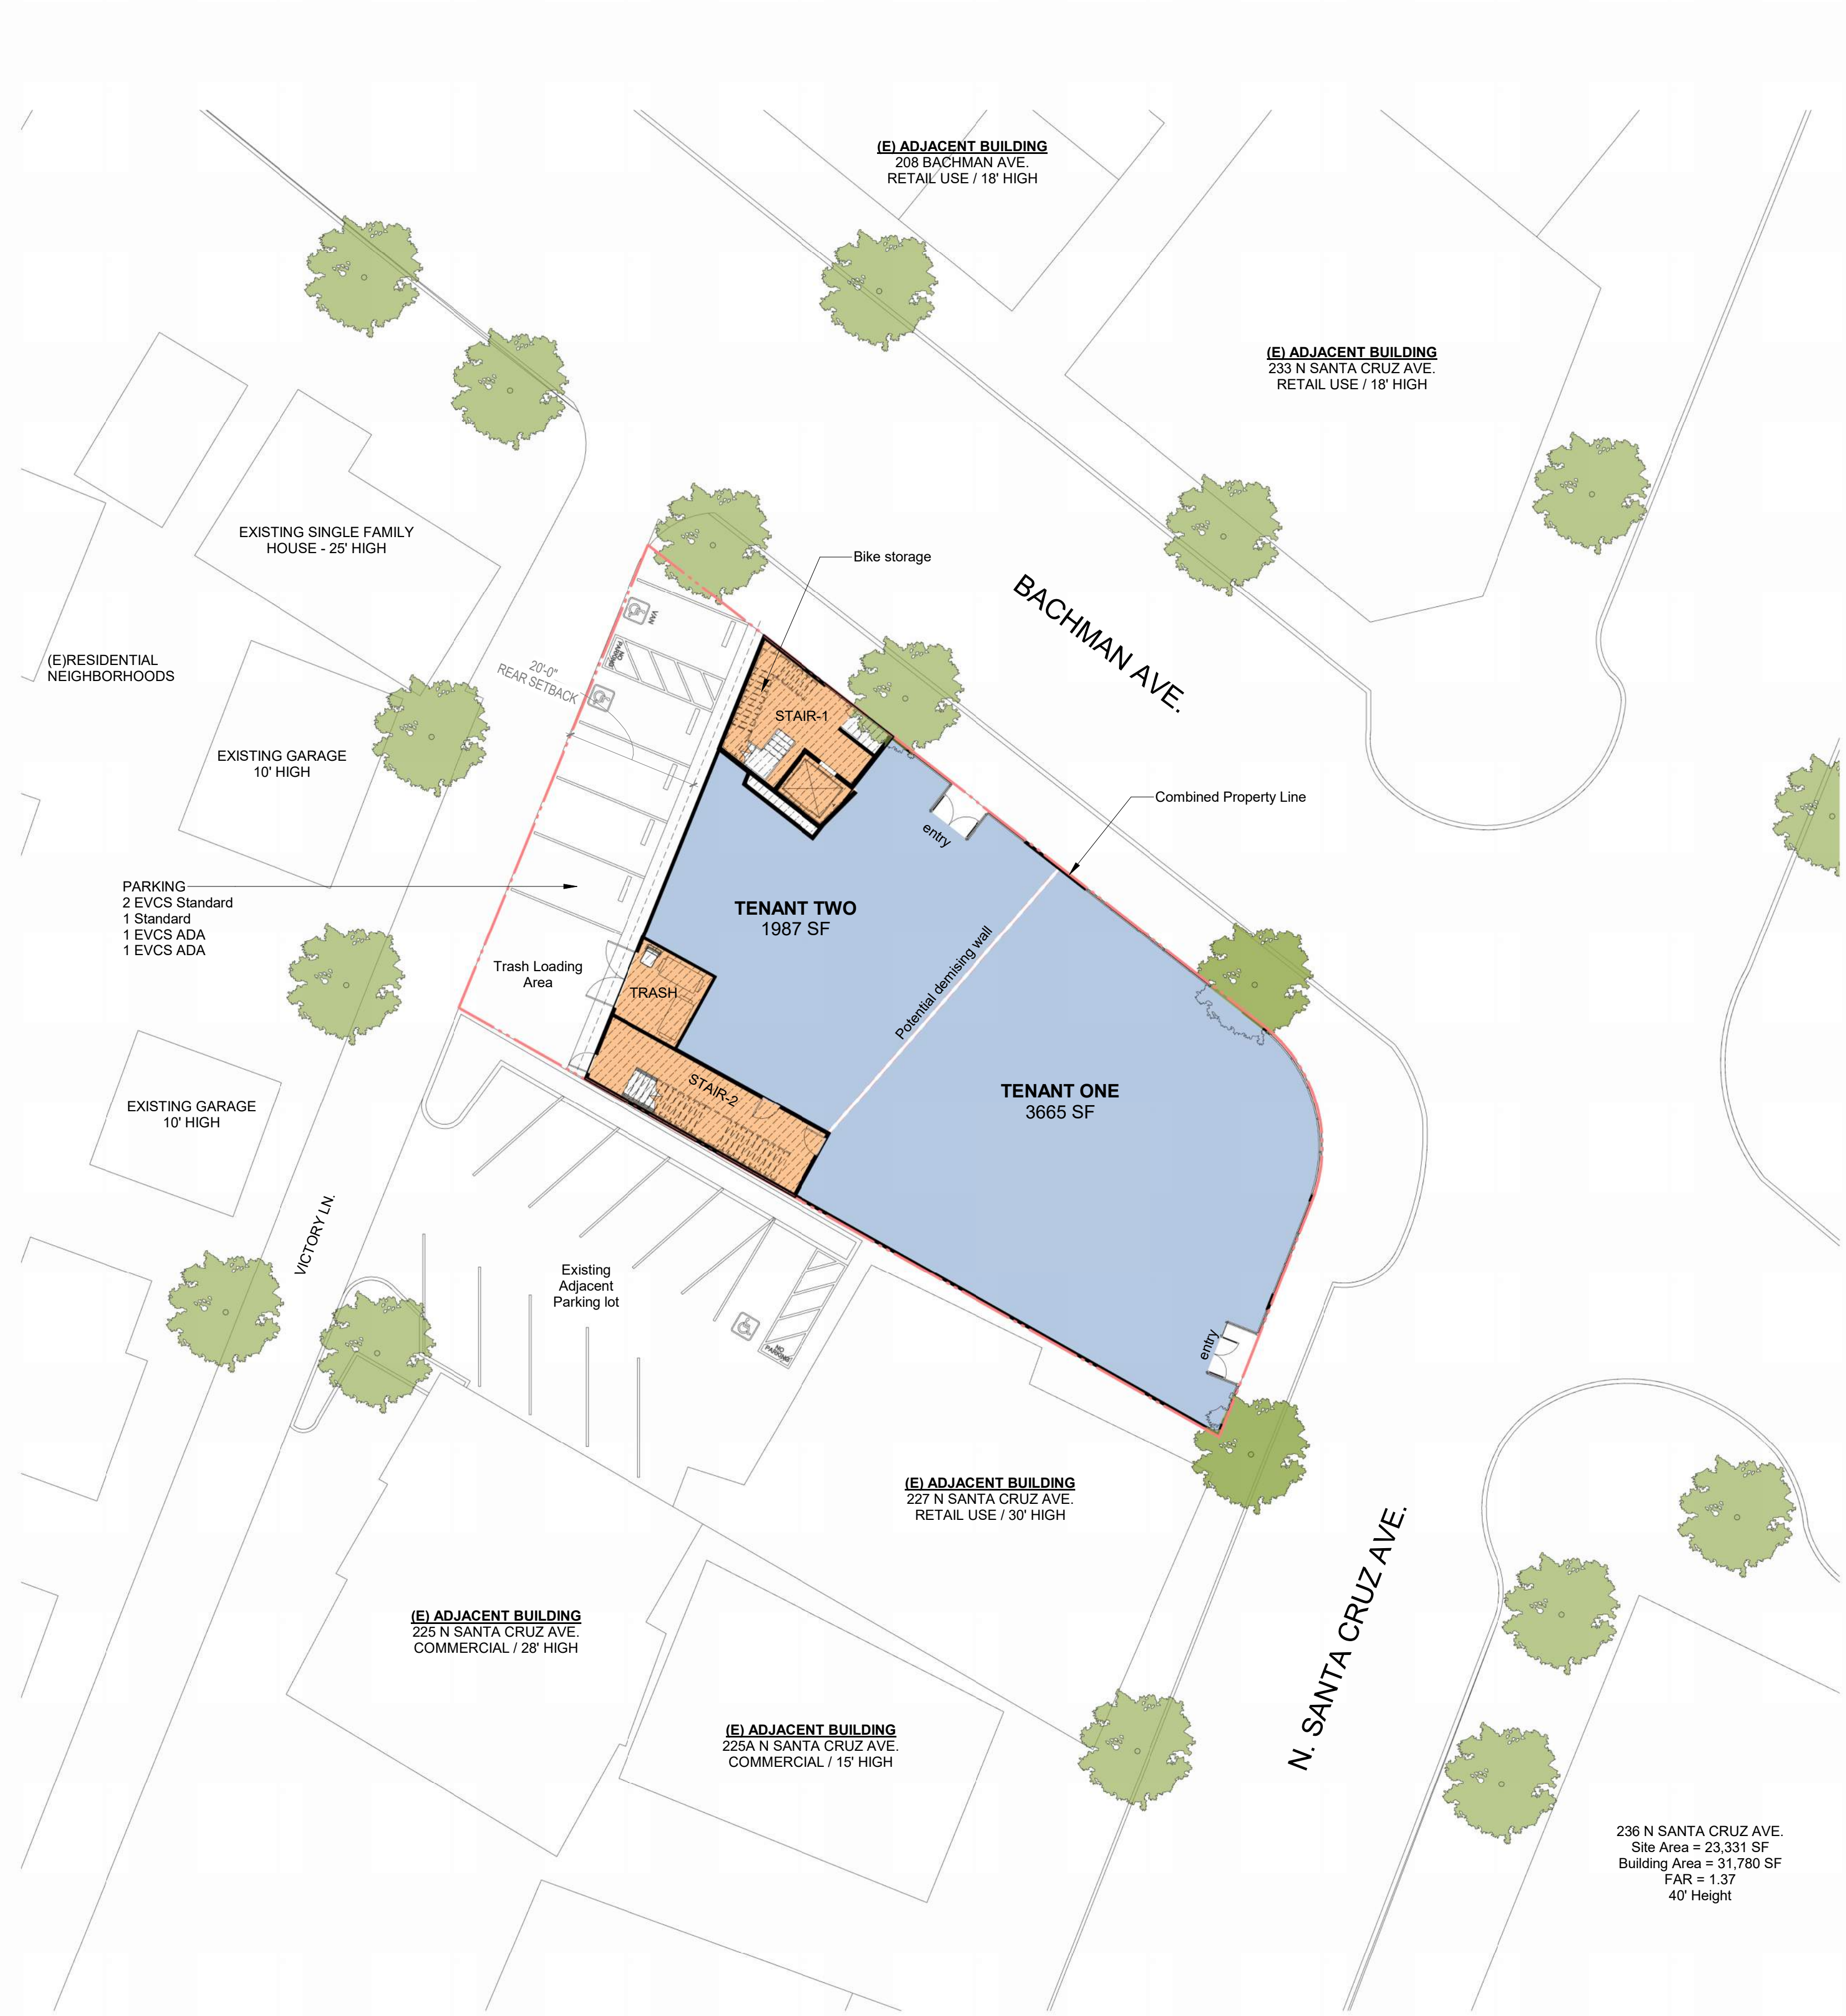 (E) ADJACENT BUILDING
208 BACHMAN AVE.
RETAIL USE / 18' HIGH
(E) ADJACENT BUILDING
233 N SANTA CRUZ AVE.
RETAIL USE / 18' HIGH
EXISTING SINGLE FAMILY
HOUSE - 25' HIGH
Bike storage
BACHMAN AVE.
VAN
NO
PARKING
(E)RESIDENTIAL
NEIGHBORHOODS
20'-0"
REAR SETBACK
STAIR-1
EXISTING GARAGE
10' HIGH
Combined Property Line
entry
PARKING
2 EVCS Standard
1 Standard
1 EVCS ADA
1 EVCS ADA
TENANT TWO
1987 SF
Potential demising wall
Trash Loading
Area
TRASH
STAIR-2
TENANT ONE
3665 SF
EXISTING GARAGE
10' HIGH
VICTORY LN.
Existing
Adjacent
Parking lot
NO
PARKING
entry
(E) ADJACENT BUILDING
227 N SANTA CRUZ AVE.
RETAIL USE / 30' HIGH
N. SANTA CRUZ AVE.
(E) ADJACENT BUILDING
225 N SANTA CRUZ AVE.
COMMERCIAL / 28' HIGH
(E) ADJACENT BUILDING
225A N SANTA CRUZ AVE.
COMMERCIAL / 15' HIGH
236 N SANTA CRUZ AVE.
Site Area = 23,331 SF
Building Area = 31,780 SF
FAR = 1.37
40' Height